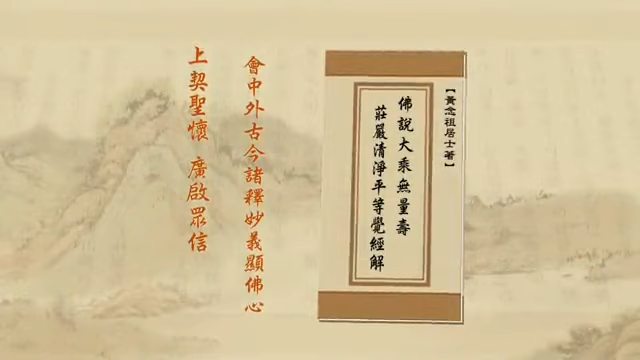 【黃念祖居士著】
佛說大乘無量壽
莊嚴清淨平等覺經解
會中外古今諸釋妙義顯佛心
上契聖懷 廣啟眾信